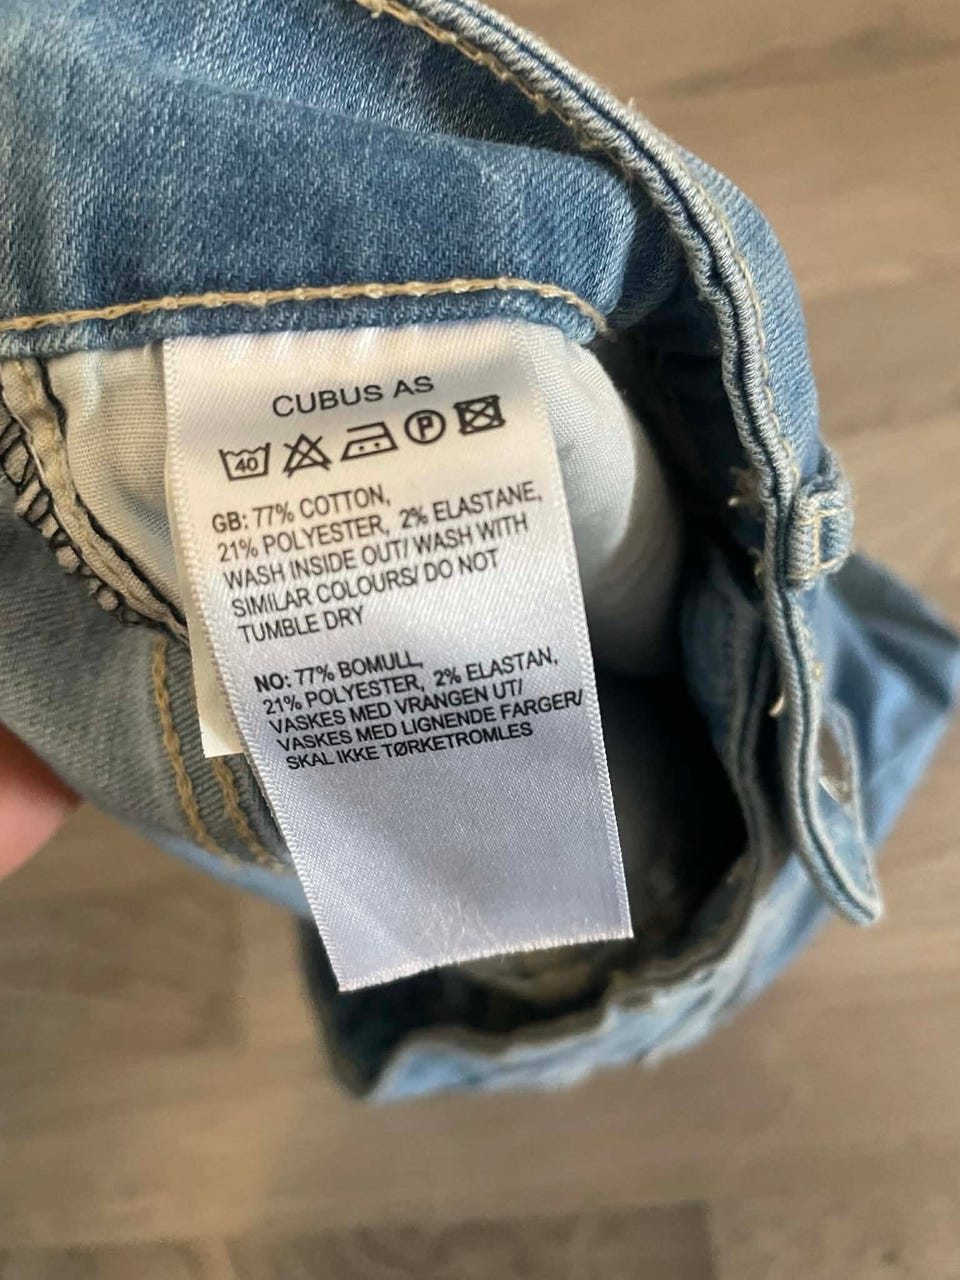 CUBUS AS
40 P
GB: 77% COTTON,
21% POLYESTER, 2% ELASTANE,
WASH INSIDE OUT/ WASH WITH
SIMILAR COLOURS/ DO NOT
TUMBLE DRY
NO: 77% BOMULL,
21% POLYESTER, 2% ELASTAN,
VASKES MED VRANGEN UT/
VASKES MED LIGNENDE FARGER/
SKAL IKKE TØRKETROMLES